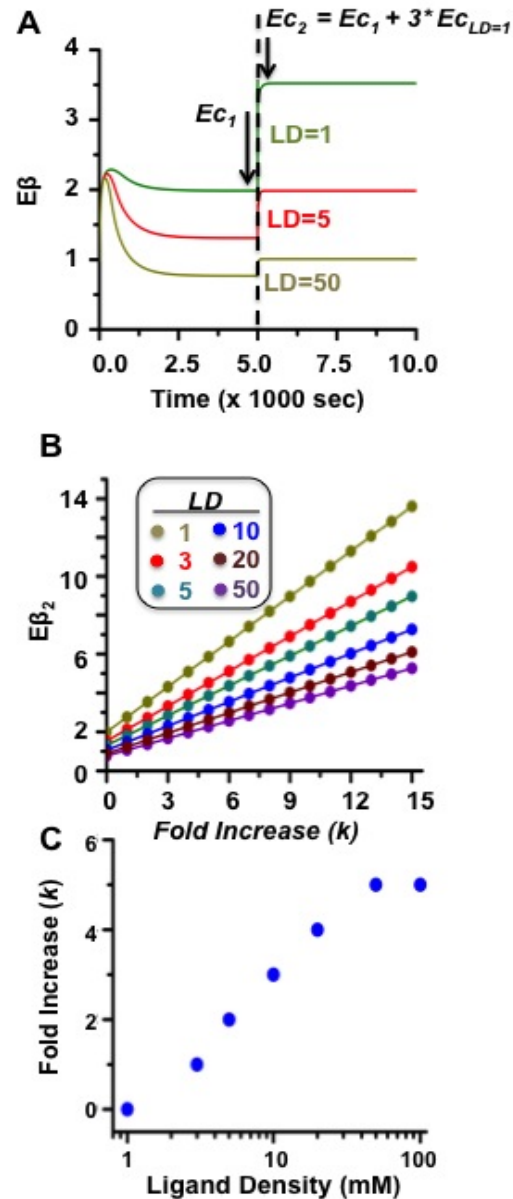 A
Ec2 = Ec1 + 3* EcLD=1
4
3
2
1
0
Eβ
Ec1
LD=1
LD=5
LD=50
0.0 2.5 5.0 7.5 10.0
Time (x 1000 sec)
B
14
10
6
2
0
Eβ2
LD
1 10
3 20
5 50
0 3 6 9 12 15
Fold Increase (k)
C
6
4
2
0
Fold Increase (k)
1 10 100
Ligand Density (mM)